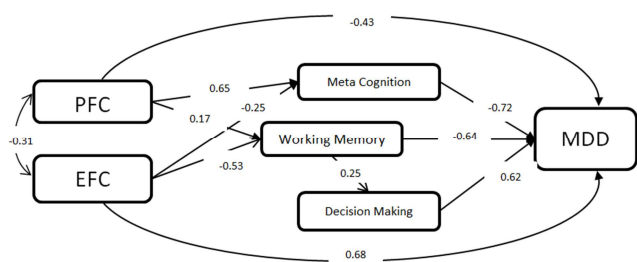 -0.43
Meta Cognition
0.65
PFC
-0.25
-0.72
0.17
MDD
-0.31
Working Memory
-0.64
-0.53
EFC
0.25
0.62
Decision Making
0.68